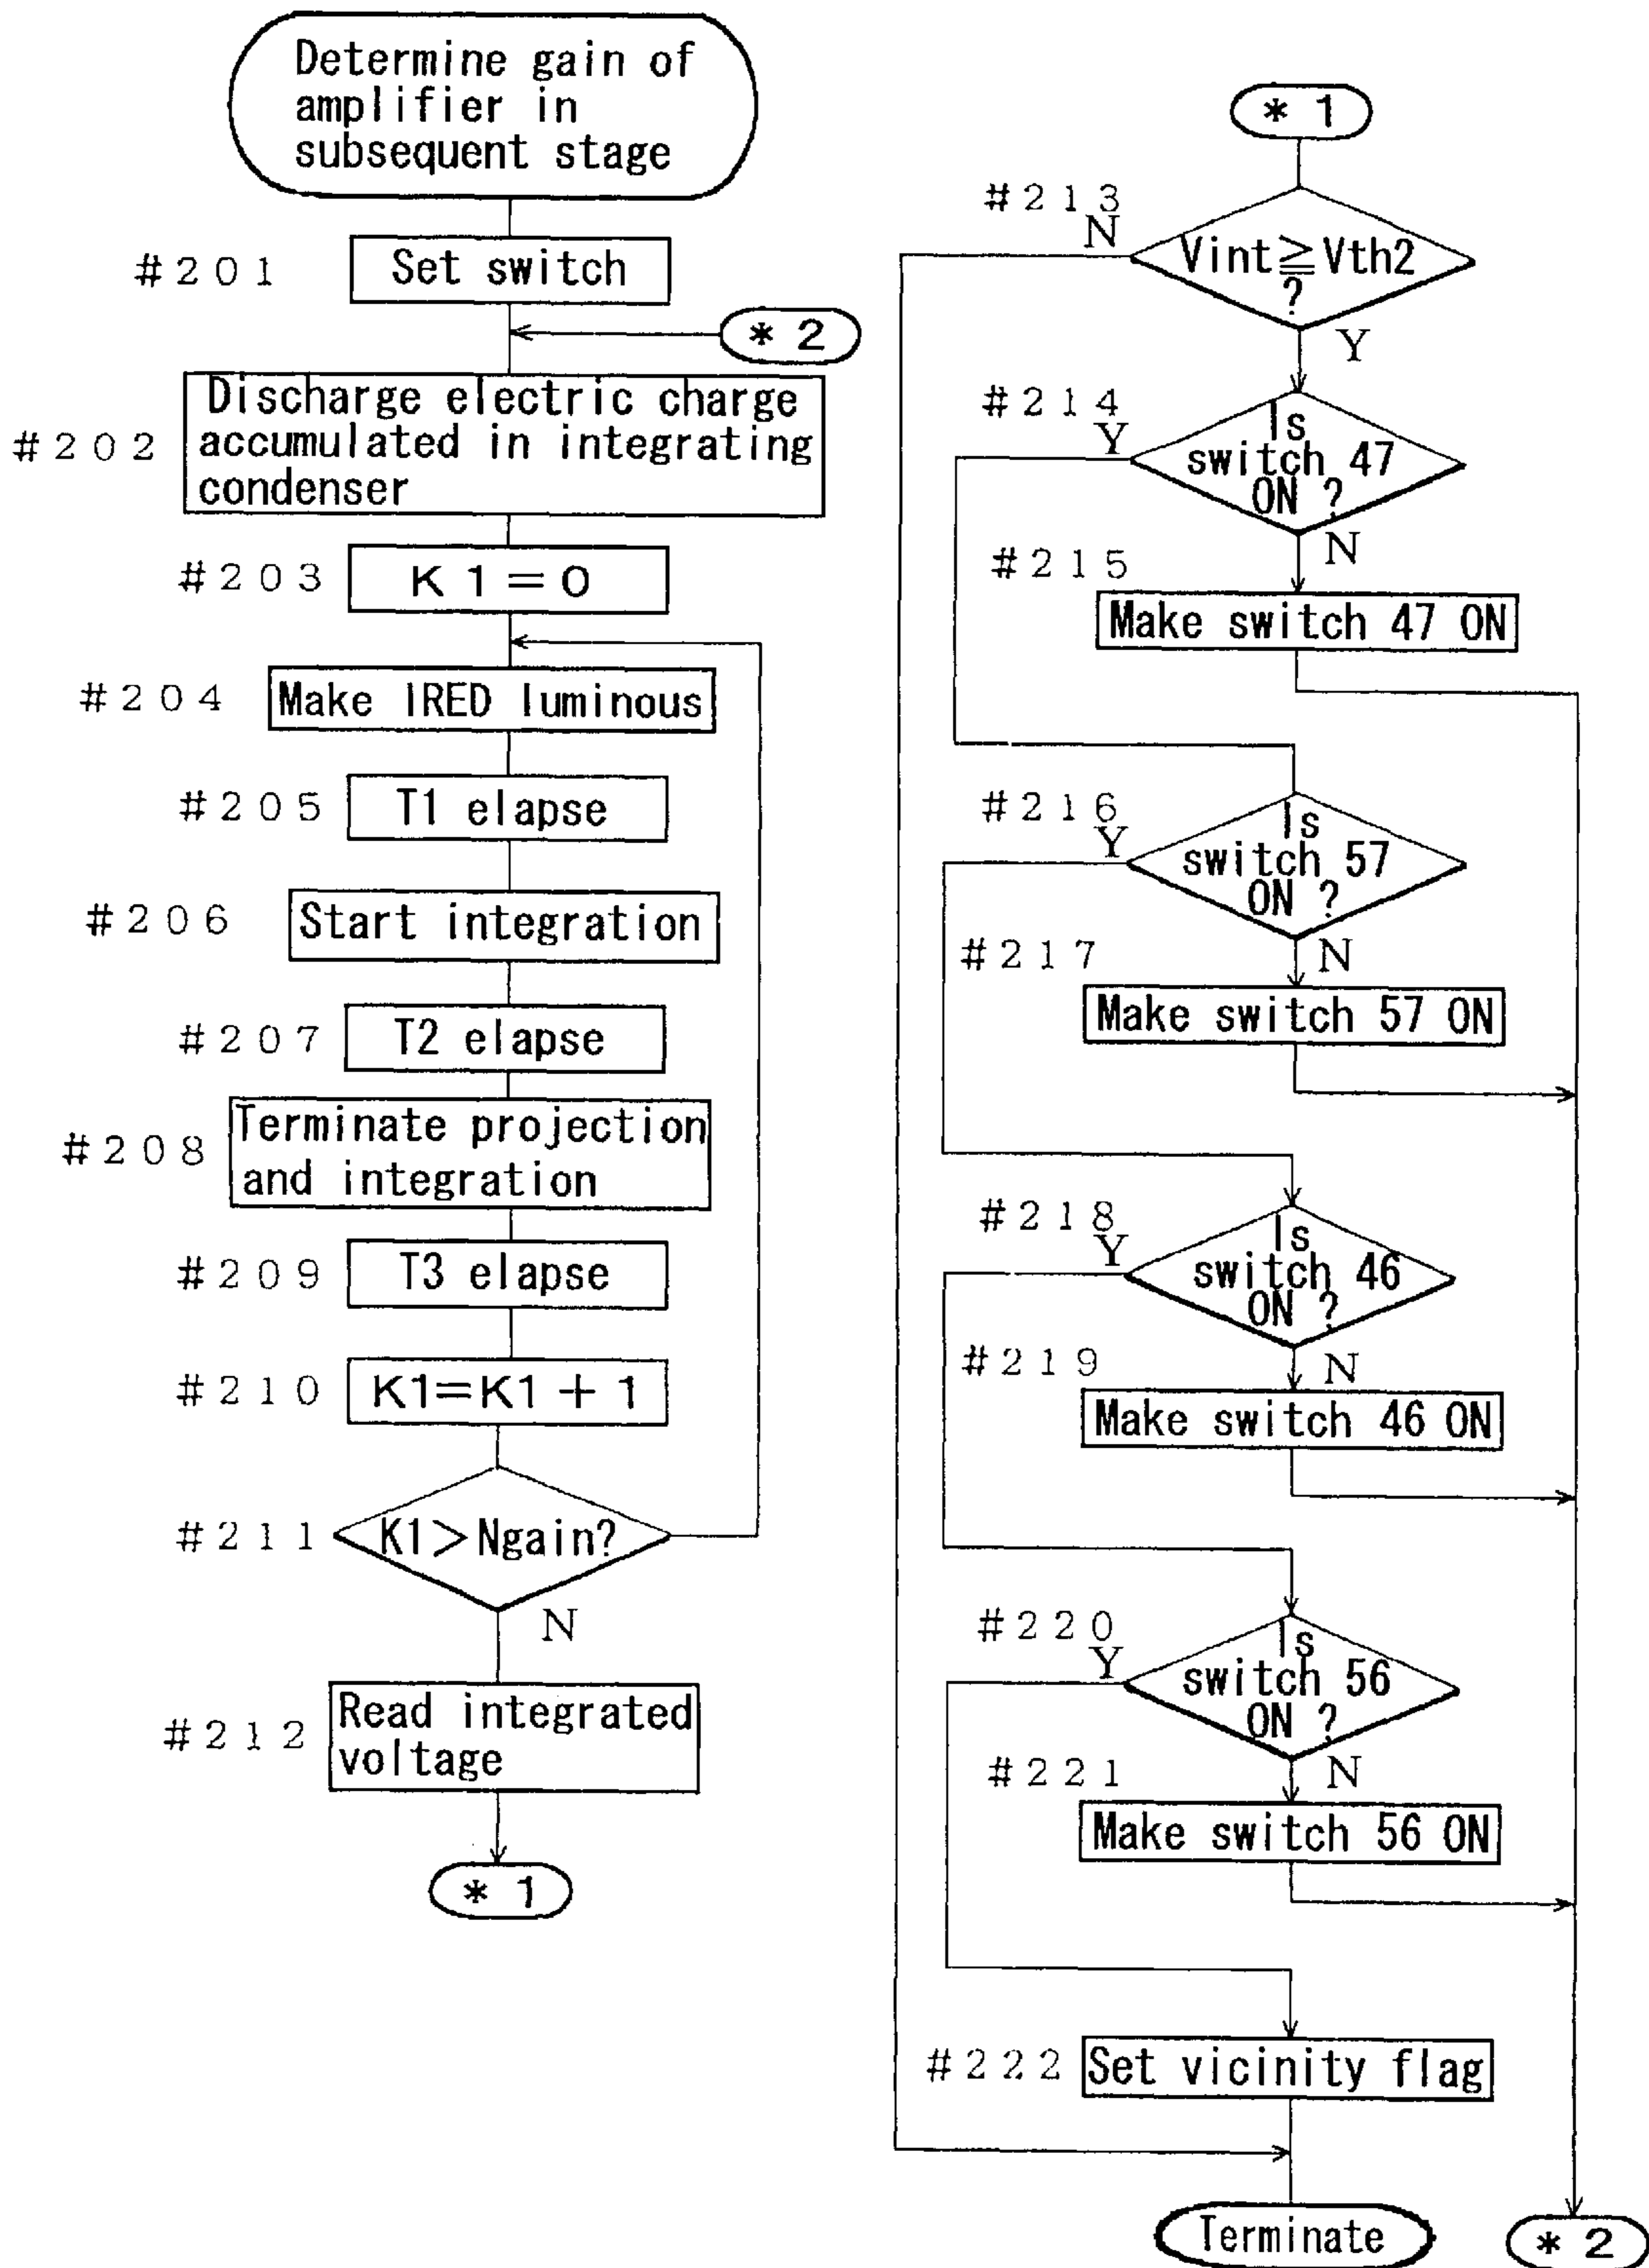 Determine gain of
amplifier in
subsequent stage
#201
Set switch
* 2
#202
Discharge electric charge
accumulated in integrating
condenser
#203
K 1 = 0
#204
Make IRED luminous
#205
T1 elapse
#206
Start integration
#207
T2 elapse
#208
Terminate projection
and integration
#209
T3 elapse
#210
K1=K1 + 1
#211
K1>Ngain?
N
#212
Read integrated
voltage
* 1
* 1
#213
N
Vint≧Vth2
?
Y
#214
Y
Is
switch 47
ON ?
N
#215
Make switch 47 ON
#216
Y
Is
switch 57
ON ?
N
#217
Make switch 57 ON
#218
Y
Is
switch 46
ON ?
N
#219
Make switch 46 ON
#220
Y
Is
switch 56
ON ?
N
#221
Make switch 56 ON
#222
Set vicinity flag
Terminate
* 2